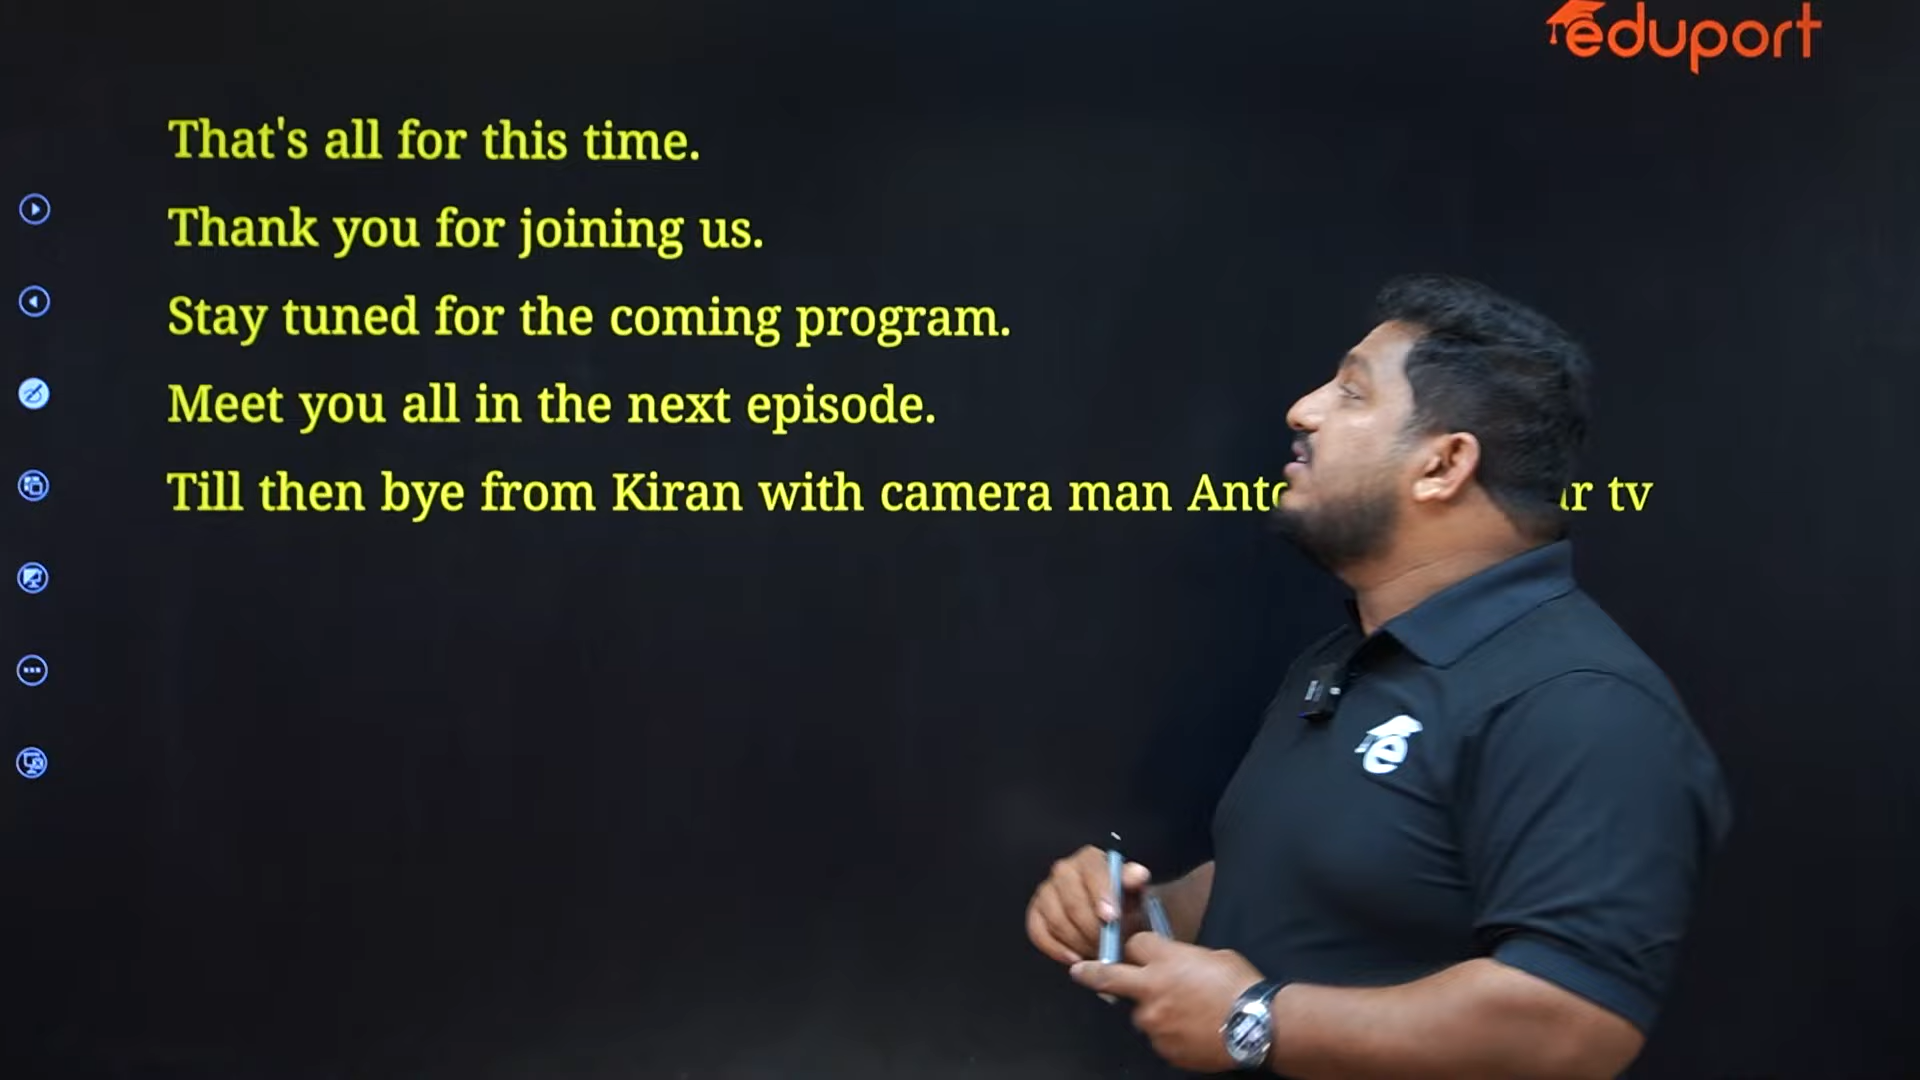 eduport
That's all for this time.
Thank you for joining us.
Stay tuned for the coming program.
Meet you all in the next episode.
Till then bye from Kiran with camera man tv
e